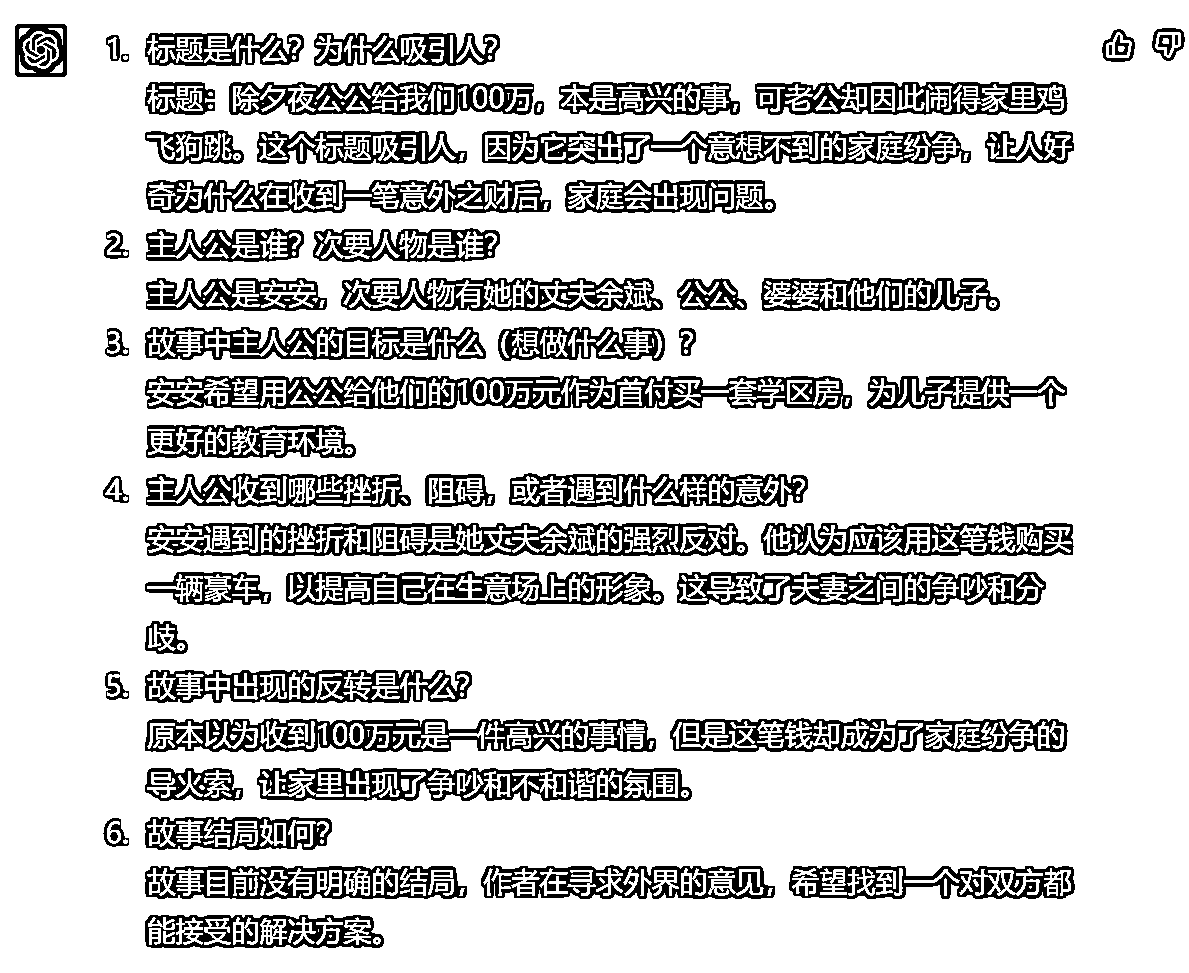 1. 标题是什么？为什么吸引人？
标题：除夕夜公公给我们100万，本是高兴的事，可老公却因此闹得家里鸡
飞狗跳。这个标题吸引人，因为它突出了一个意想不到的家庭纷争，让人好
奇为什么在收到一笔意外之财后，家庭会出现问题。
2. 主人公是谁？次要人物是谁？
主人公是安安，次要人物有她的丈夫余斌、公公、婆婆和他们的儿子。
3. 故事中主人公的目标是什么（想做什么事）？
安安希望用公公给他们的100万元作为首付买一套学区房，为儿子提供一个
更好的教育环境。
4. 主人公收到哪些挫折、阻碍，或者遇到什么样的意外？
安安遇到的挫折和阻碍是她丈夫余斌的强烈反对。他认为应该用这笔钱购买
一辆豪车，以提高自己在生意场上的形象。这导致了夫妻之间的争吵和分
歧。
5. 故事中出现的反转是什么？
原本以为收到100万元是一件高兴的事情，但是这笔钱却成为了家庭纷争的
导火索，让家里出现了争吵和不和谐的氛围。
6. 故事结局如何？
故事目前没有明确的结局，作者在寻求外界的意见，希望找到一个对双方都
能接受的解决方案。